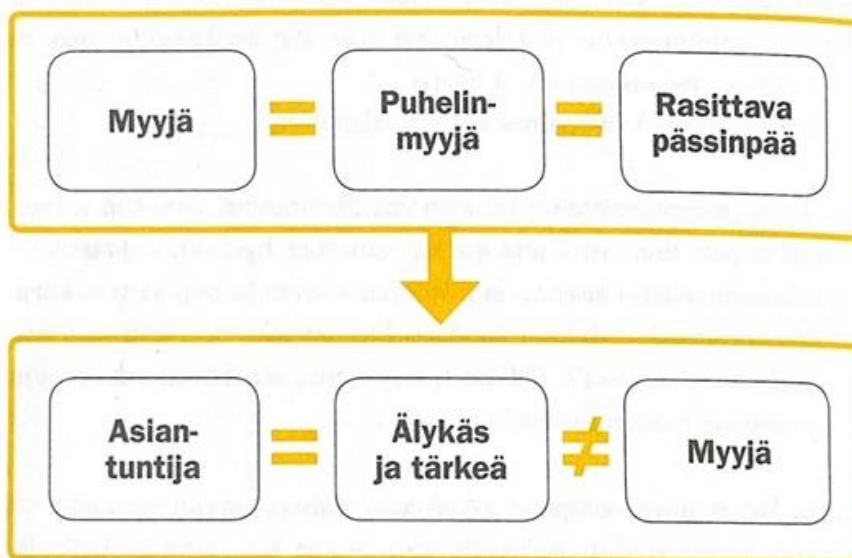 Myyjä = Puhelin-
myyjä = Rasittava
pässinpää
Asian-
tuntija = Älykäs
ja tärkeä ≠ Myyjä